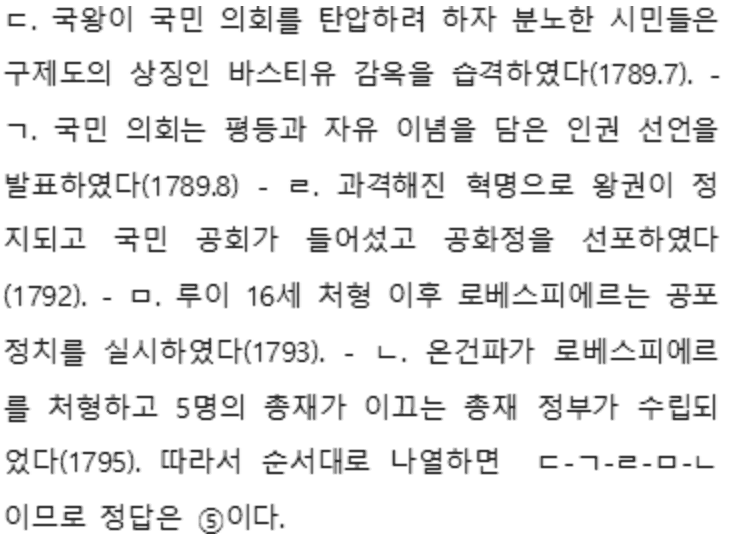 ㄷ. 국왕이 국민 의회를 탄압하려 하자 분노한 시민들은
구제도의 상징인 바스티유 감옥을 습격하였다(1789.7). -
ㄱ. 국민 의회는 평등과 자유 이념을 담은 인권 선언을
발표하였다(1789.8) - ㄹ. 과격해진 혁명으로 왕권이 정
지되고 국민 공회가 들어섰고 공화정을 선포하였다
(1792). - ㅁ. 루이 16세 처형 이후 로베스피에르는 공포
정치를 실시하였다(1793). - ㄴ. 온건파가 로베스피에르
를 처형하고 5명의 총재가 이끄는 총재 정부가 수립되
었다(1795). 따라서 순서대로 나열하면 ㄷ-ㄱ-ㄹ-ㅁ-ㄴ
이므로 정답은 ⑤이다.